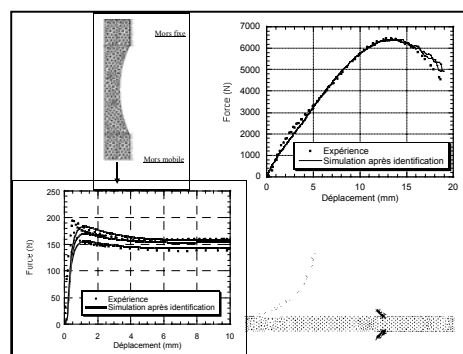 Mors fixe
Mors mobile
7000
6000
5000
4000
3000
2000
1000
0
Force (N)
Expérience
Simulation après identification
0 5 10 15 20
Déplacement (mm)
250
200
150
100
50
0
Force (N)
Expérience
Simulation après identification
0 2 4 6 8 10
Déplacement (mm)